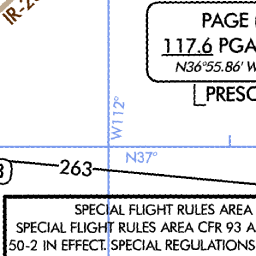 IR-2
PAGE
117.6 PGA
N36°55.86' W
PRESC
W112°
N37°
263
SPECIAL FLIGHT RULES AREA
SPECIAL FLIGHT RULES AREA CFR 93 A
50-2 IN EFFECT. SPECIAL REGULATIONS